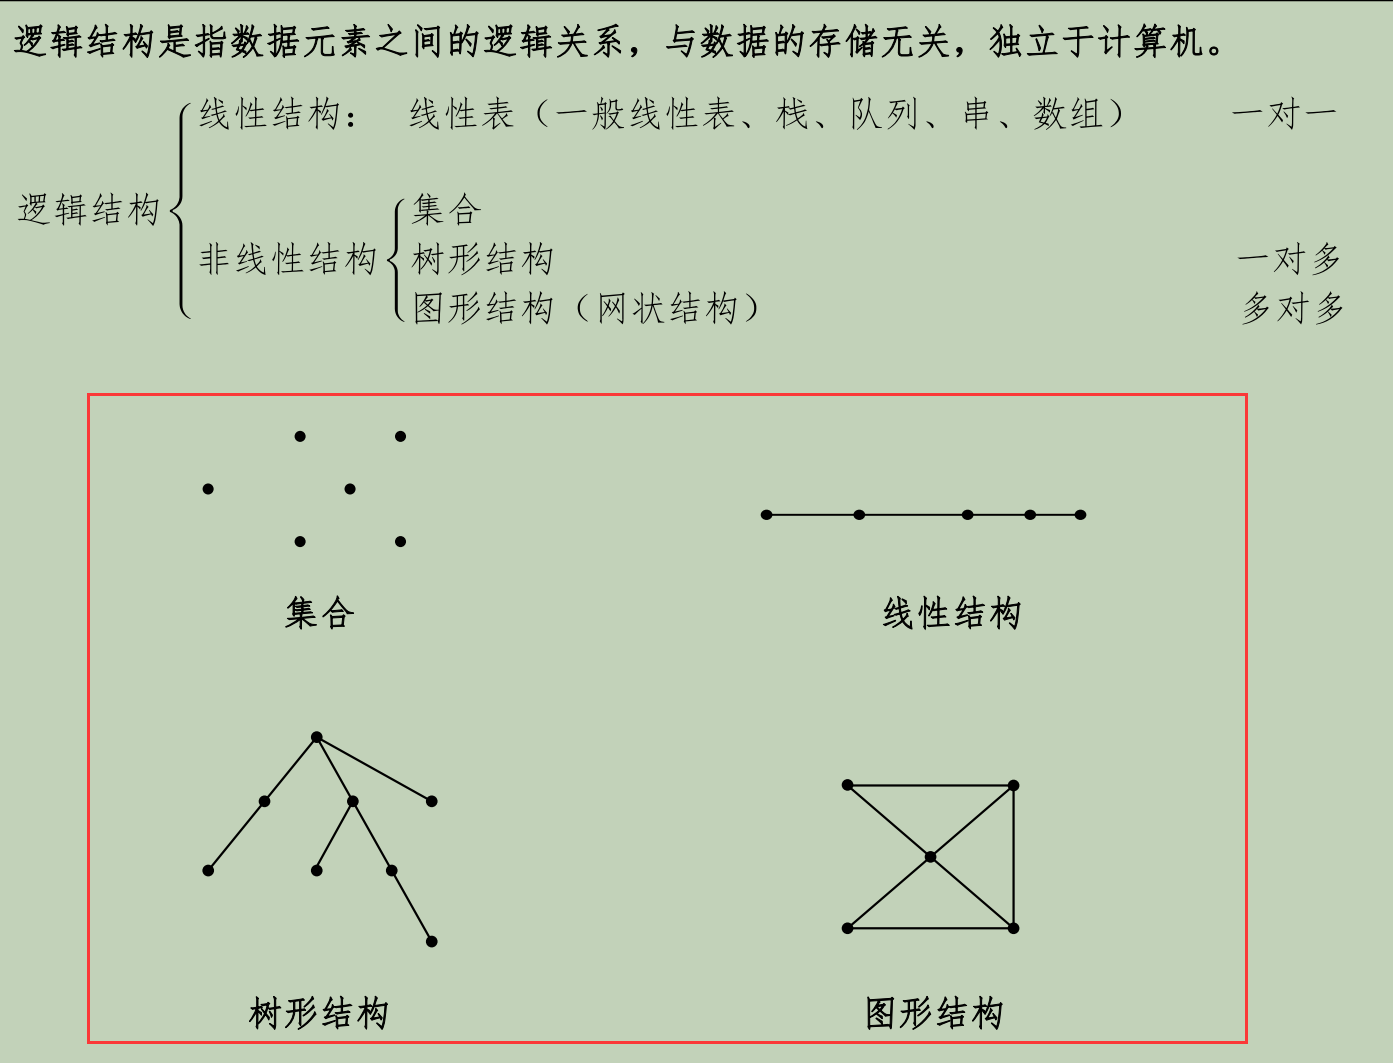 逻辑结构是指数据元素之间的逻辑关系，与数据的存储无关，独立于计算机。
线性结构： 线性表（一般线性表、栈、队列、串、数组） 一对一
逻辑结构
集合
非线性结构 树形结构 一对多
图形结构（网状结构） 多对多
集合 线性结构
树形结构 图形结构